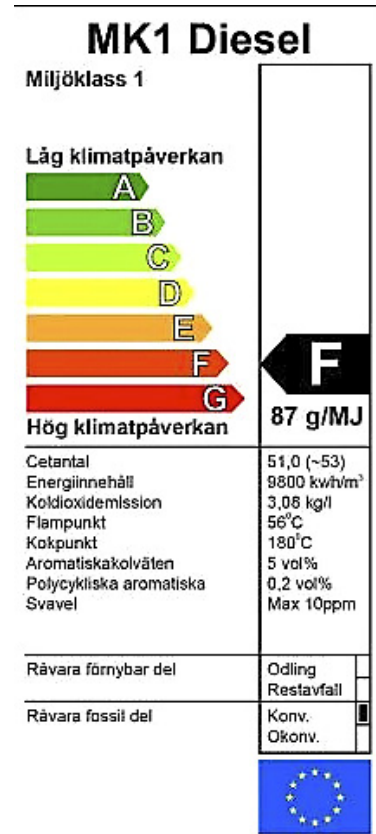 MK1 Diesel
Miljöklass 1
Låg klimatpåverkan
A
B
C
D
E
F
F
G
87 g/MJ
Hög klimatpåverkan
Cetantal 51,0 (~53)
Energiinnehåll 9800 kwh/m³
Koldioxidemission 3,08 kg/l
Flampunkt 56°C
Kokpunkt 180°C
Aromatiskakolväten 5 vol%
Polycykliska aromatiska 0,2 vol%
Svavel Max 10ppm
Råvara förnybar del Odling
Restavfall
Råvara fossil del Konv.
Okonv.